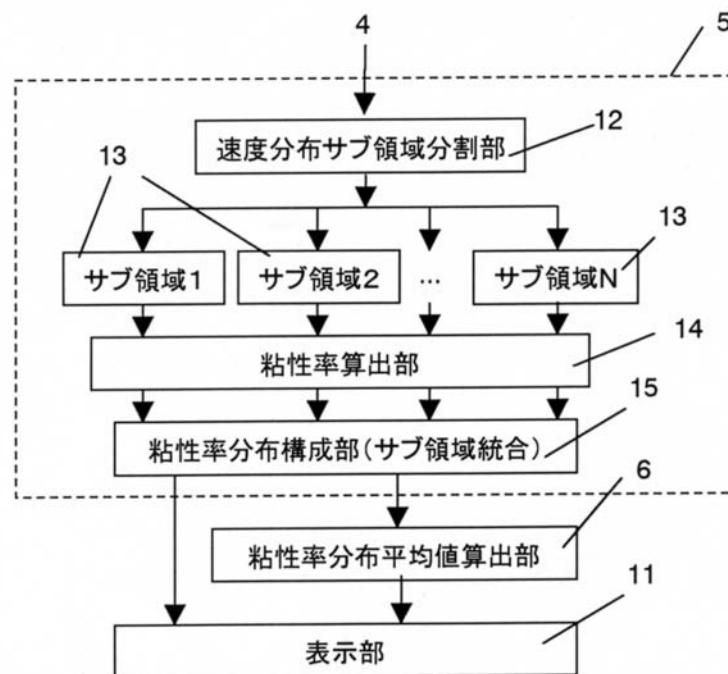 4
5
速度分布サブ領域分割部
12
13
サブ領域1
サブ領域2
…
サブ領域N
13
粘性率算出部
14
粘性率分布構成部(サブ領域統合)
15
粘性率分布平均値算出部
6
表示部
11